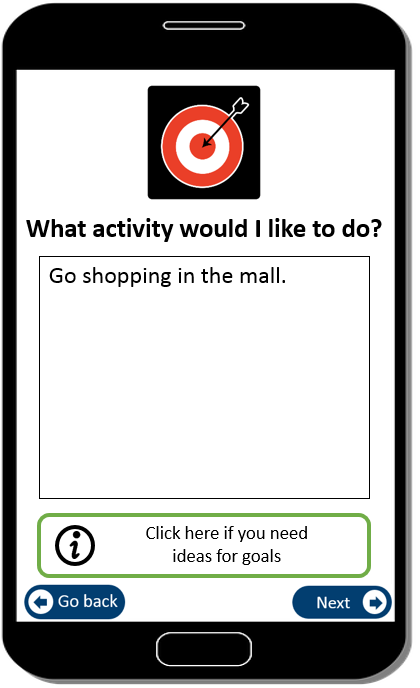 What activity would I like to do?
Go shopping in the mall.
Click here if you need
ideas for goals
Go back
Next